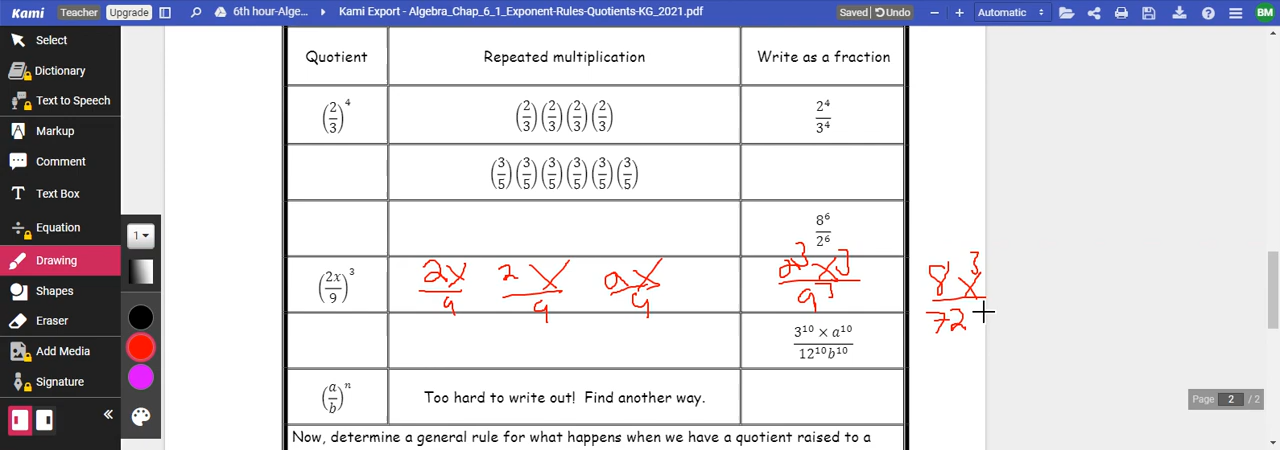 Kami Teacher Upgrade 6th hour-Alge... > Kami Export - Algebra_Chap_6_1_Exponent-Rules-Quotients-KG_2021.pdf Saved Undo Automatic BM
Select
Dictionary
Text to Speech
Markup
Comment
Text Box
Equation
Drawing
Shapes
Eraser
Add Media
Signature
1
Quotient Repeated multiplication Write as a fraction
(2/3)^4 (2/3)(2/3)(2/3)(2/3) 2^4/3^4
(3/5)(3/5)(3/5)(3/5)(3/5)(3/5)
8^6/2^6
(2x/9)^3 2x/9 2x/9 2x/9 2^3 x^3/9^3 8x^3/72
3^10 × a^10/12^10 b^10
(a/b)^n Too hard to write out! Find another way.
Now, determine a general rule for what happens when we have a quotient raised to a
Page 2 / 2